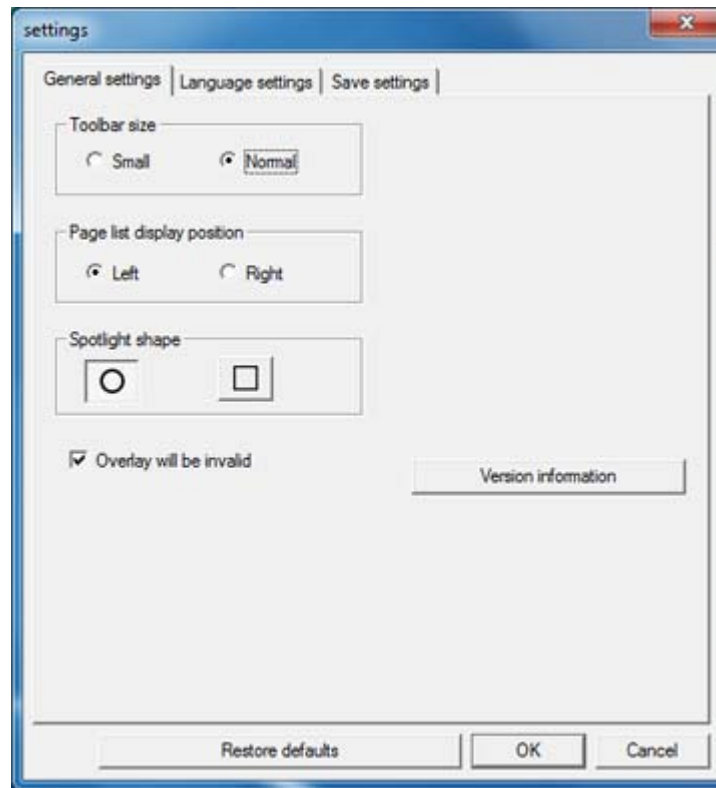 settings
General settings Language settings Save settings
Toolbar size
Small Normal
Page list display position
Left Right
Spotlight shape
Overlay will be invalid
Version information
Restore defaults OK Cancel